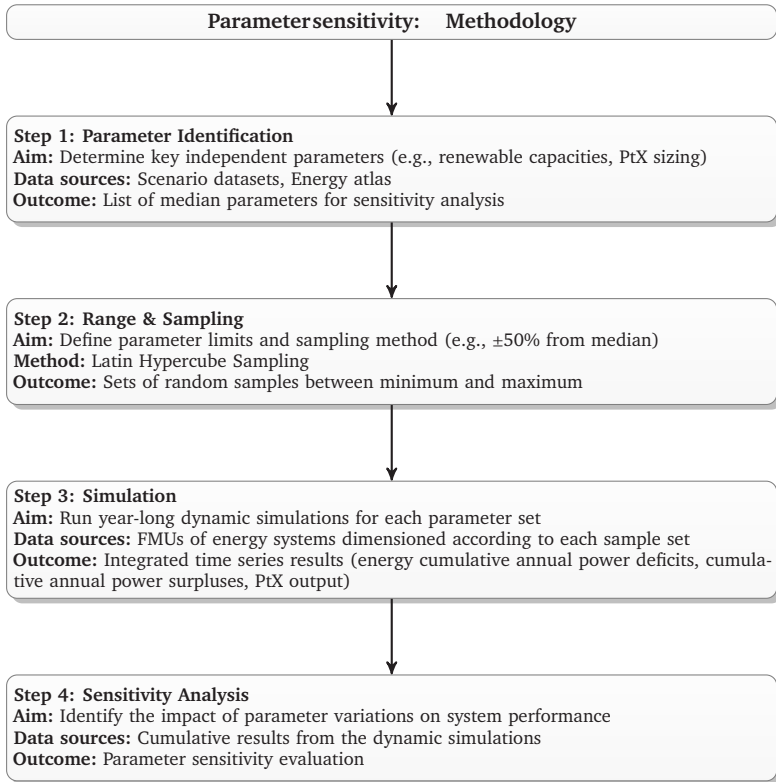 Parameter sensitivity: Methodology
Step 1: Parameter Identification
Aim: Determine key independent parameters (e.g., renewable capacities, PtX sizing)
Data sources: Scenario datasets, Energy atlas
Outcome: List of median parameters for sensitivity analysis
Step 2: Range & Sampling
Aim: Define parameter limits and sampling method (e.g., ±50% from median)
Method: Latin Hypercube Sampling
Outcome: Sets of random samples between minimum and maximum
Step 3: Simulation
Aim: Run year-long dynamic simulations for each parameter set
Data sources: FMUs of energy systems dimensioned according to each sample set
Outcome: Integrated time series results (energy cumulative annual power deficits, cumula-
tive annual power surpluses, PtX output)
Step 4: Sensitivity Analysis
Aim: Identify the impact of parameter variations on system performance
Data sources: Cumulative results from the dynamic simulations
Outcome: Parameter sensitivity evaluation